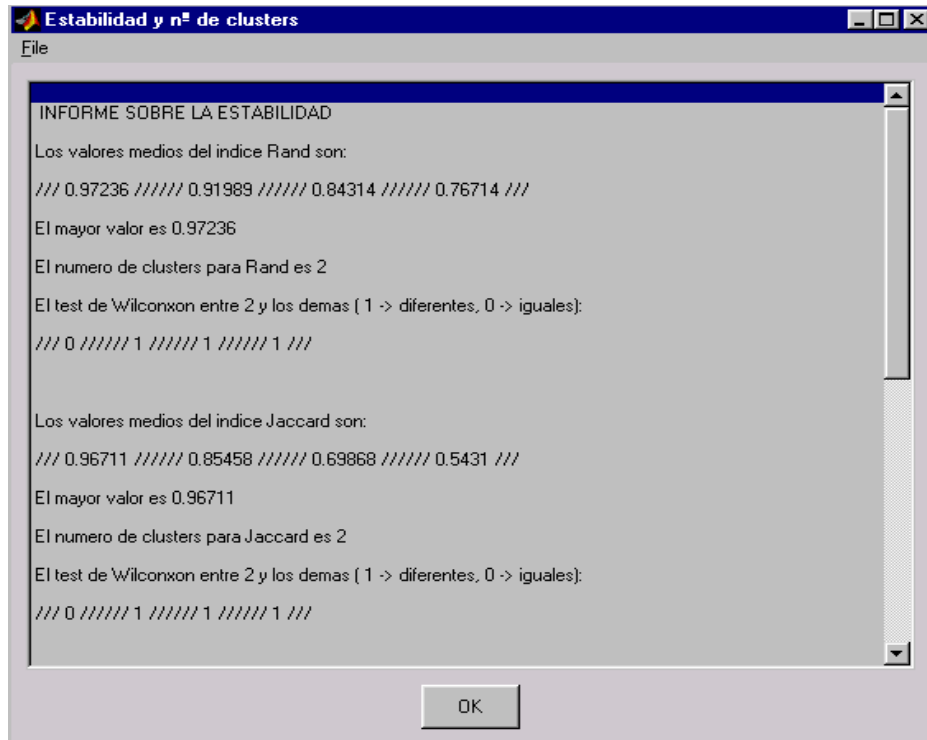 Estabilidad y nº de clusters
File
INFORME SOBRE LA ESTABILIDAD
Los valores medios del indice Rand son:
/// 0.97236 ////// 0.91989 ////// 0.84314 ////// 0.76714 ///
El mayor valor es 0.97236
El numero de clusters para Rand es 2
El test de Wilconxon entre 2 y los demas ( 1 -> diferentes, 0 -> iguales):
/// 0 ////// 1 ////// 1 ////// 1 ///
Los valores medios del indice Jaccard son:
/// 0.96711 ////// 0.85458 ////// 0.69868 ////// 0.5431 ///
El mayor valor es 0.96711
El numero de clusters para Jaccard es 2
El test de Wilconxon entre 2 y los demas ( 1 -> diferentes, 0 -> iguales):
/// 0 ////// 1 ////// 1 ////// 1 ///
OK